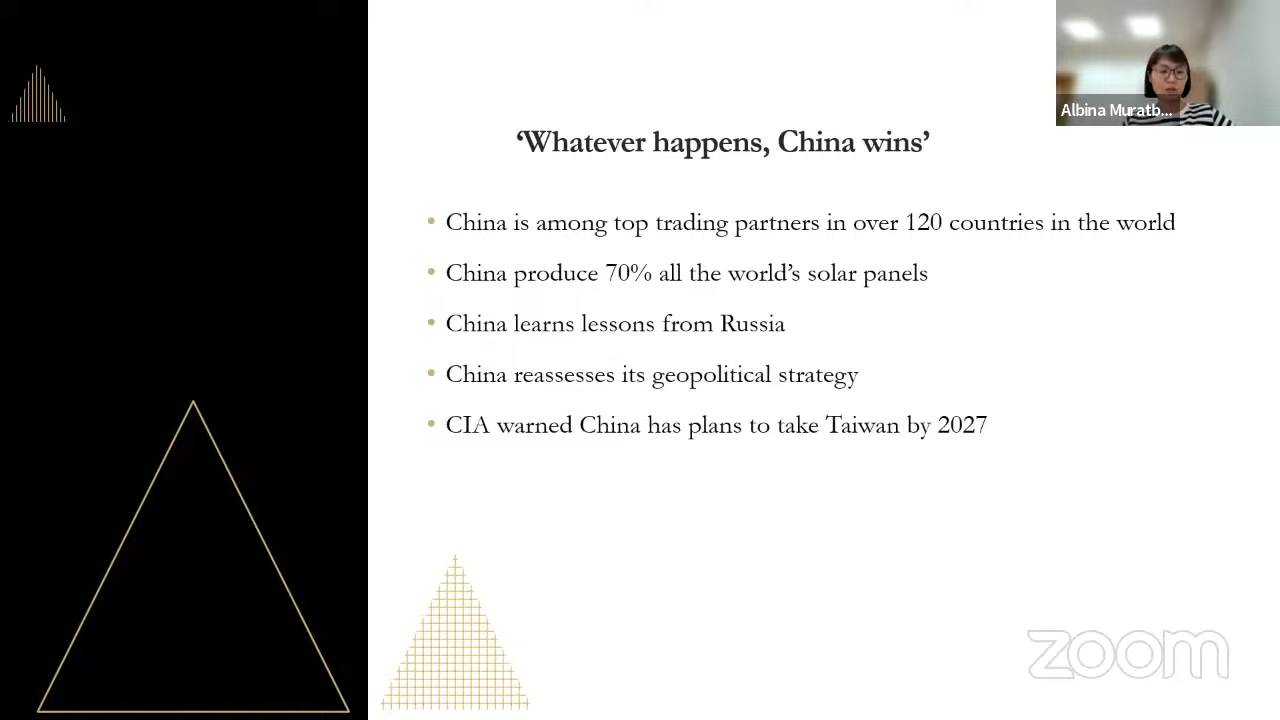 Albina Muratb...
‘Whatever happens, China wins’
• China is among top trading partners in over 120 countries in the world
• China produce 70% all the world’s solar panels
• China learns lessons from Russia
• China reassesses its geopolitical strategy
• CIA warned China has plans to take Taiwan by 2027
zoom